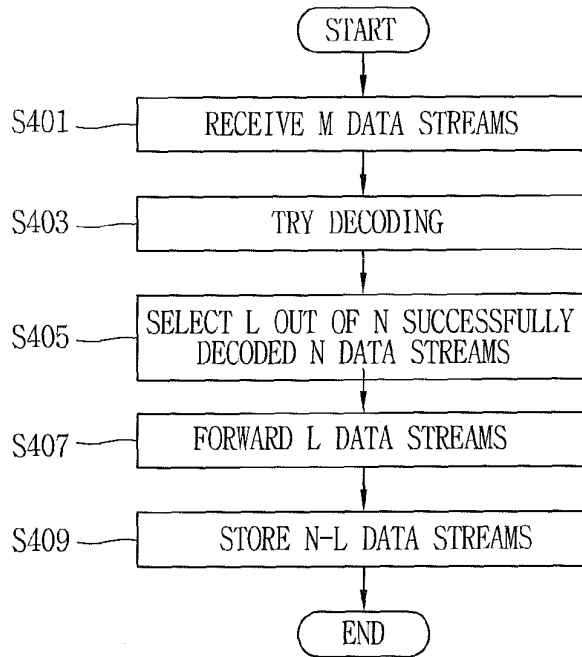 START
S401
RECEIVE M DATA STREAMS
S403
TRY DECODING
S405
SELECT L OUT OF N SUCCESSFULLY
DECODED N DATA STREAMS
S407
FORWARD L DATA STREAMS
S409
STORE N-L DATA STREAMS
END